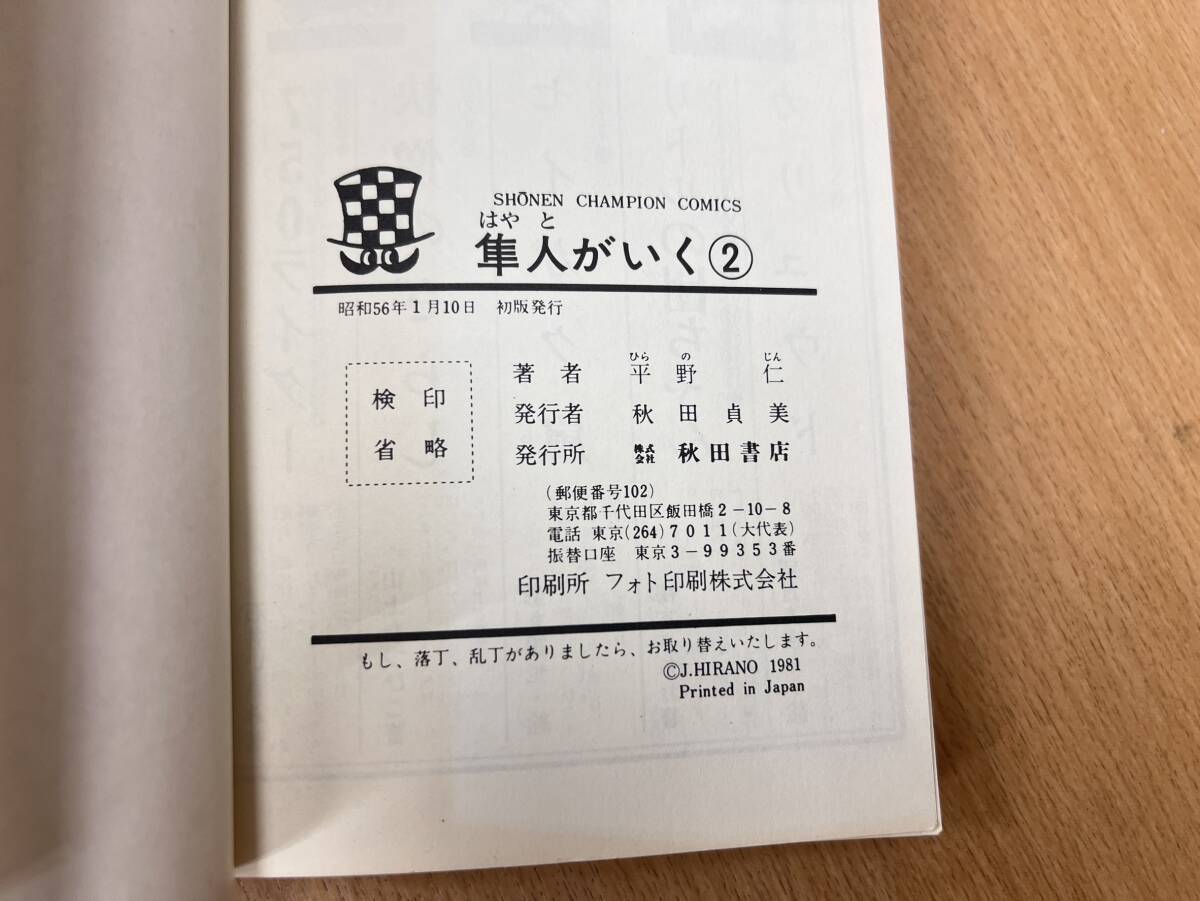 SHŌNEN CHAMPION COMICS
はやと
隼人がいく②
昭和56年1月10日 初版発行
検印
省略
ひらの じん
著者 平野 仁
発行者 秋田貞美
発行所 株式会社 秋田書店
(郵便番号102)
東京都千代田区飯田橋2-10-8
電話 東京(264)7011(大代表)
振替口座 東京3-99353番
印刷所 フォト印刷株式会社
もし、落丁、乱丁がありましたら、お取り替えいたします。
©J.HIRANO 1981
Printed in Japan